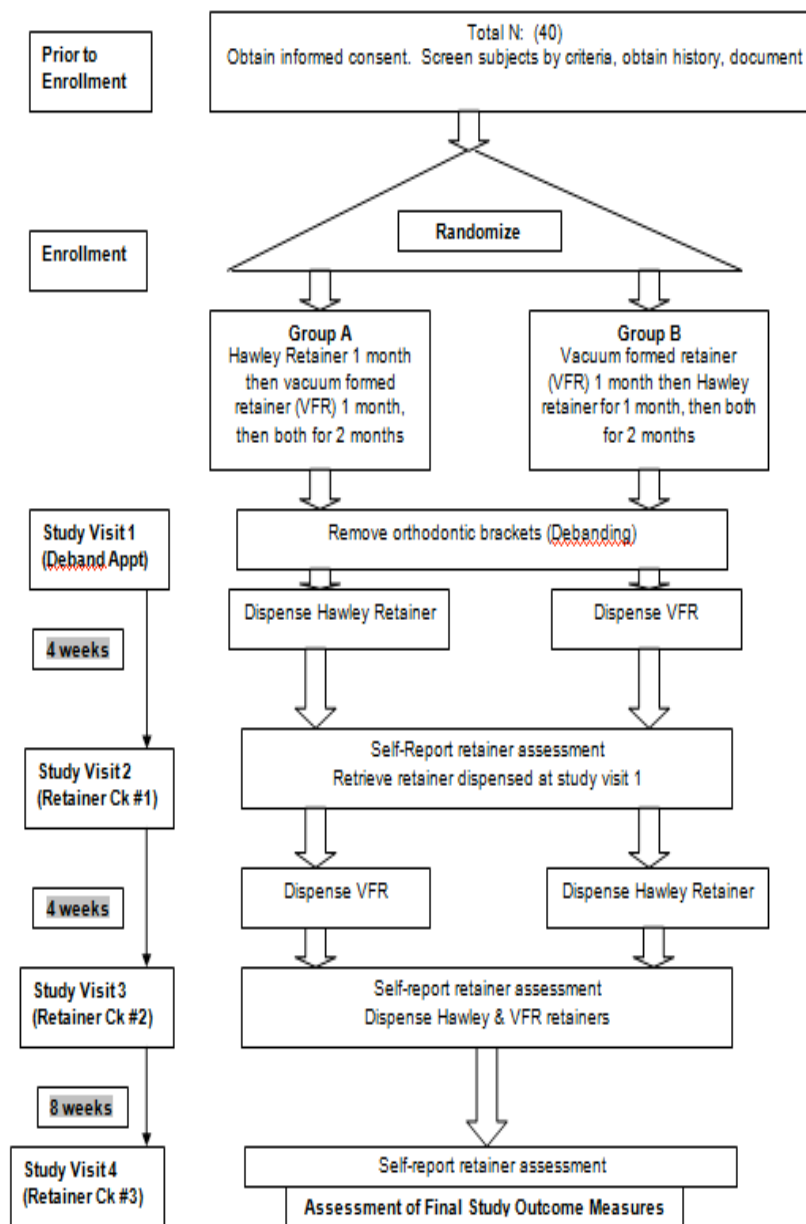 Prior to
Enrollment
Total N: (40)
Obtain informed consent. Screen subjects by criteria, obtain history, document
Enrollment
Randomize
Group A
Hawley Retainer 1 month
then vacuum formed
retainer (VFR) 1 month,
then both for 2 months
Group B
Vacuum formed retainer
(VFR) 1 month then Hawley
retainer for 1 month, then both
for 2 months
Study Visit 1
(Deband Appt)
Remove orthodontic brackets (Debanding)
Dispense Hawley Retainer
Dispense VFR
4 weeks
Study Visit 2
(Retainer Ck #1)
Self-Report retainer assessment
Retrieve retainer dispensed at study visit 1
4 weeks
Dispense VFR
Dispense Hawley Retainer
Study Visit 3
(Retainer Ck #2)
Self-report retainer assessment
Dispense Hawley & VFR retainers
8 weeks
Study Visit 4
(Retainer Ck #3)
Self-report retainer assessment
Assessment of Final Study Outcome Measures